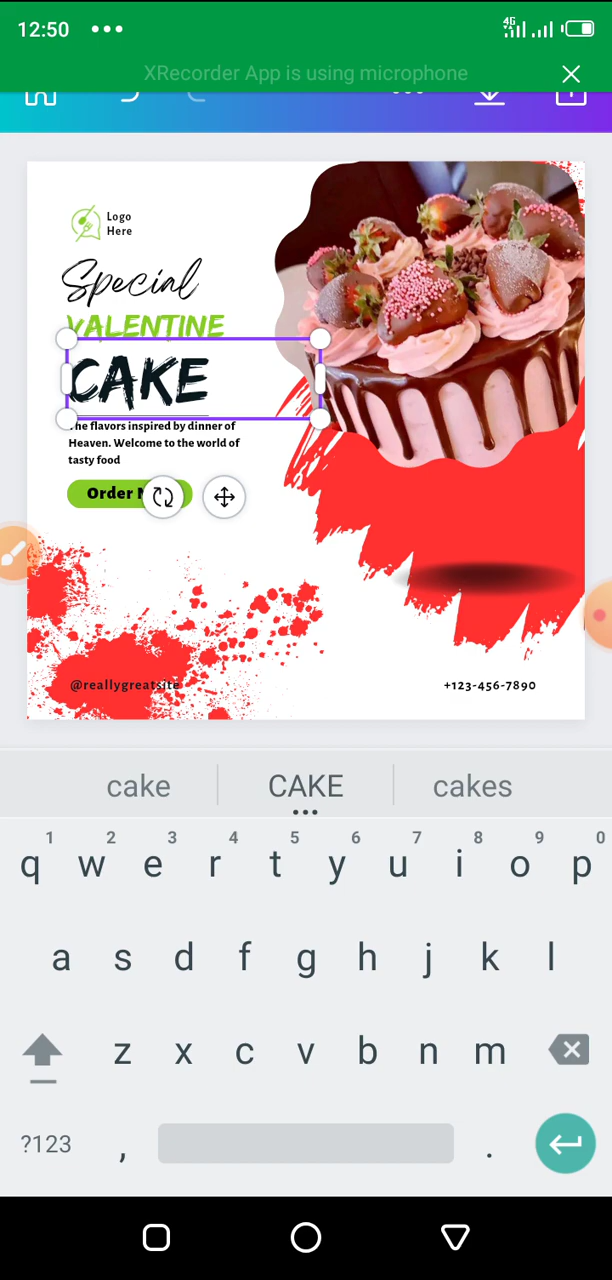 12:50
4G
XRecorder App is using microphone
Logo
Here
Special
VALENTINE
CAKE
The flavors inspired by dinner of
Heaven. Welcome to the world of
tasty food
Order
@reallygreatsite
+123-456-7890
cake CAKE cakes
1 2 3 4 5 6 7 8 9 0
q w e r t y u i o p
a s d f g h j k l
z x c v b n m
?123 , .